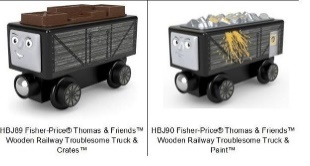 HBJ89 Fisher-Price® Thomas & Friends™
Wooden Railway Troublesome Truck &
Crates™
HBJ90 Fisher-Price® Thomas & Friends™
Wooden Railway Troublesome Truck &
Paint™